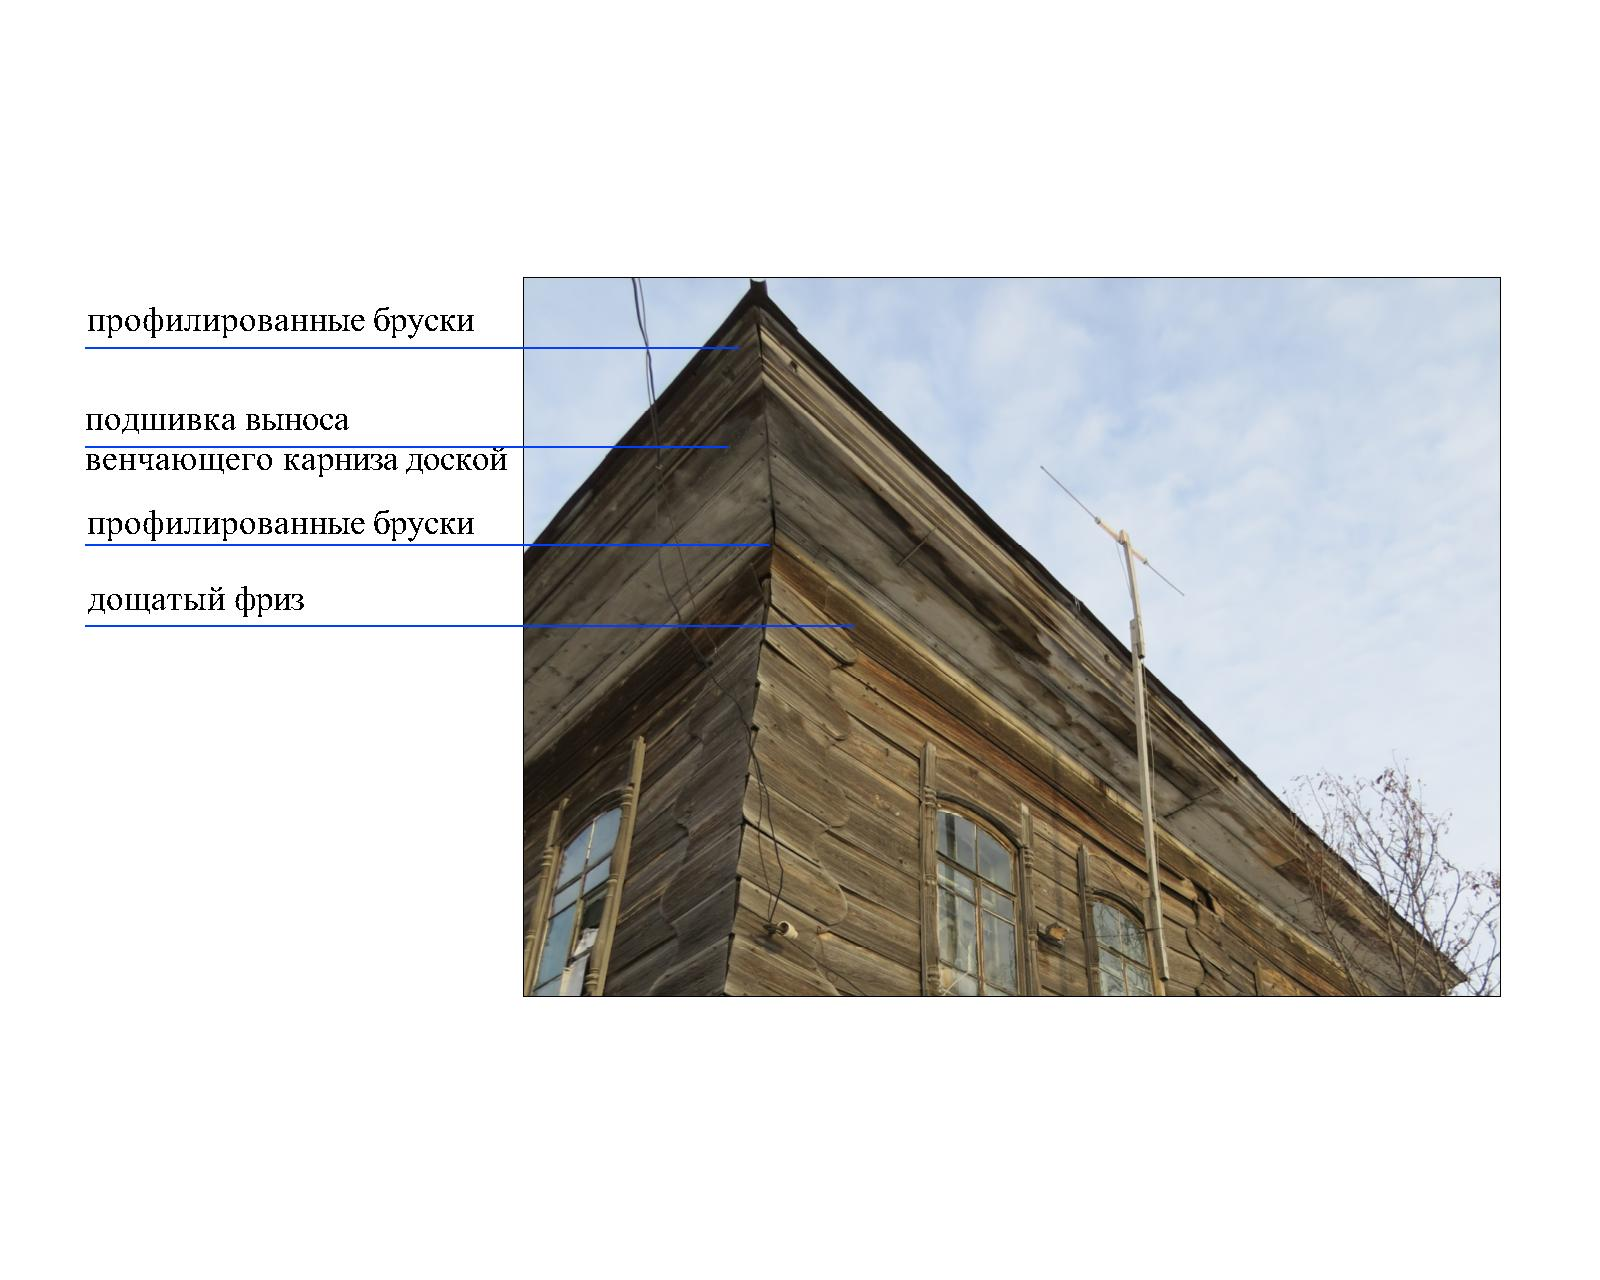 профилированные бруски
подшивка выноса
венчающего карниза доской
профилированные бруски
дощатый фриз